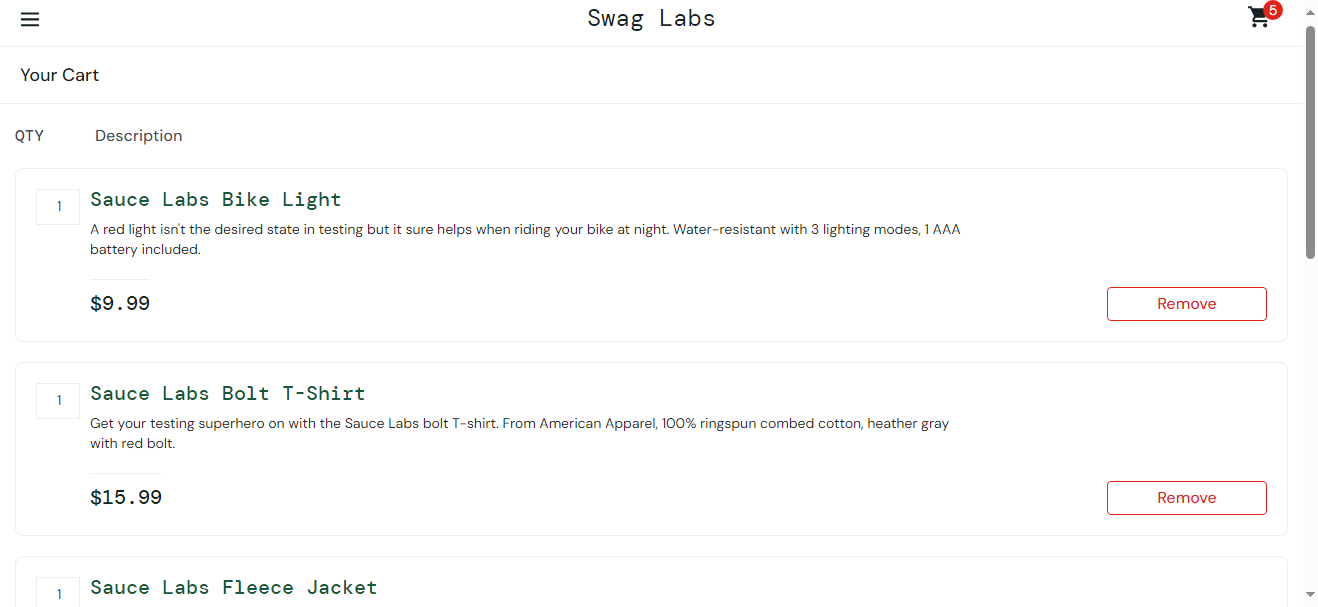 Swag Labs
5
Your Cart
QTY Description
1
Sauce Labs Bike Light
A red light isn't the desired state in testing but it sure helps when riding your bike at night. Water-resistant with 3 lighting modes, 1 AAA
battery included.
$9.99
Remove
1
Sauce Labs Bolt T-Shirt
Get your testing superhero on with the Sauce Labs bolt T-shirt. From American Apparel, 100% ringspun combed cotton, heather gray
with red bolt.
$15.99
Remove
1
Sauce Labs Fleece Jacket